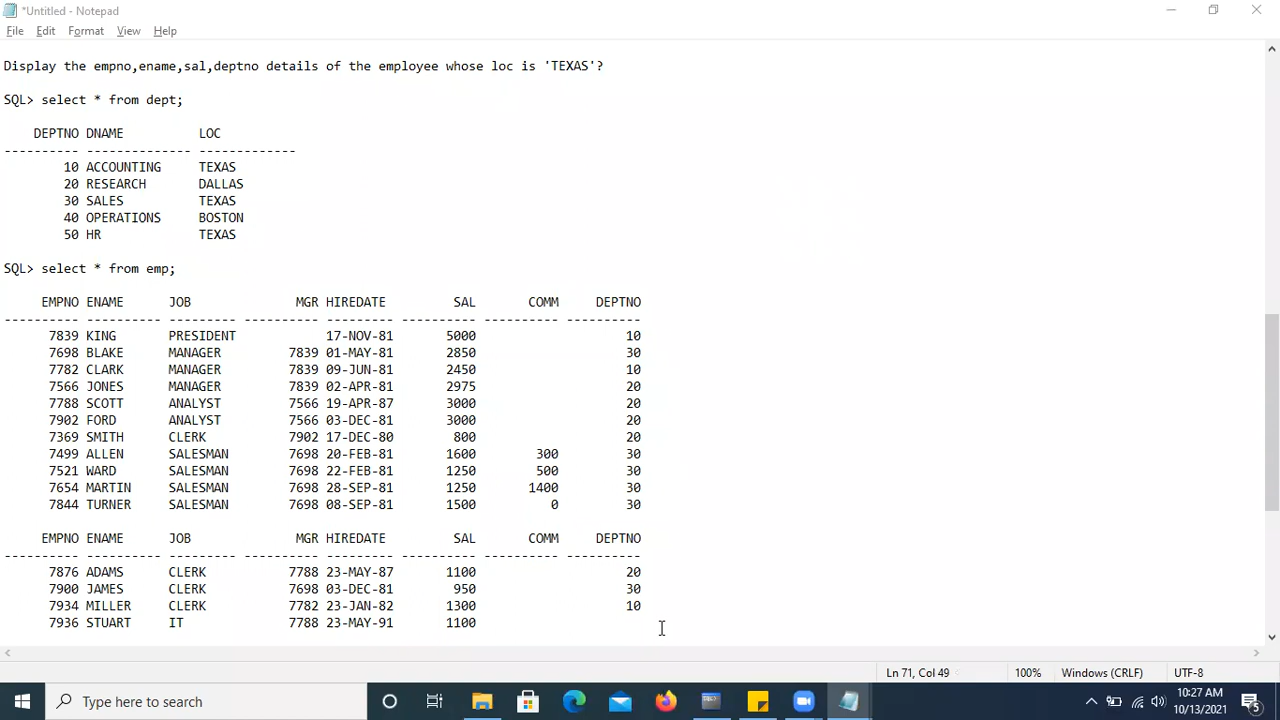 *Untitled - Notepad
File Edit Format View Help
Display the empno,ename,sal,deptno details of the employee whose loc is 'TEXAS'?
SQL> select * from dept;
DEPTNO DNAME LOC
---------- -------------- -------------
10 ACCOUNTING TEXAS
20 RESEARCH DALLAS
30 SALES TEXAS
40 OPERATIONS BOSTON
50 HR TEXAS
SQL> select * from emp;
EMPNO ENAME JOB MGR HIREDATE SAL COMM DEPTNO
---------- ---------- --------- ---------- --------- ---------- ---------- ----------
7839 KING PRESIDENT 17-NOV-81 5000 10
7698 BLAKE MANAGER 7839 01-MAY-81 2850 30
7782 CLARK MANAGER 7839 09-JUN-81 2450 10
7566 JONES MANAGER 7839 02-APR-81 2975 20
7788 SCOTT ANALYST 7566 19-APR-87 3000 20
7902 FORD ANALYST 7566 03-DEC-81 3000 20
7369 SMITH CLERK 7902 17-DEC-80 800 20
7499 ALLEN SALESMAN 7698 20-FEB-81 1600 300 30
7521 WARD SALESMAN 7698 22-FEB-81 1250 500 30
7654 MARTIN SALESMAN 7698 28-SEP-81 1250 1400 30
7844 TURNER SALESMAN 7698 08-SEP-81 1500 0 30
EMPNO ENAME JOB MGR HIREDATE SAL COMM DEPTNO
---------- ---------- --------- ---------- --------- ---------- ---------- ----------
7876 ADAMS CLERK 7788 23-MAY-87 1100 20
7900 JAMES CLERK 7698 03-DEC-81 950 30
7934 MILLER CLERK 7782 23-JAN-82 1300 10
7936 STUART IT 7788 23-MAY-91 1100
Ln 71, Col 49 100% Windows (CRLF) UTF-8
Type here to search
10:27 AM
10/13/2021
5